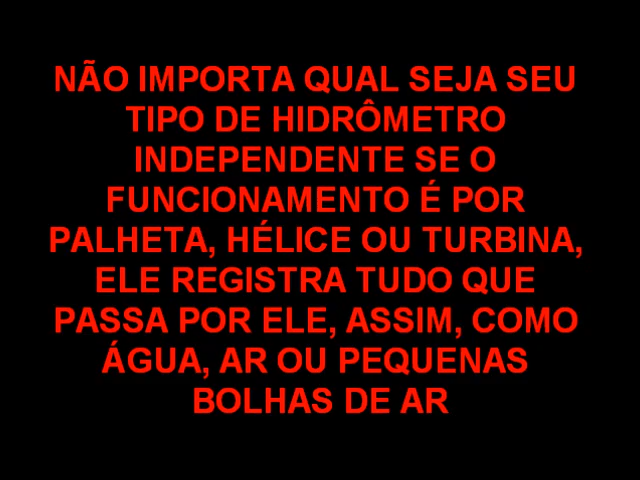 NÃO IMPORTA QUAL SEJA SEU
TIPO DE HIDRÔMETRO
INDEPENDENTE SE O
FUNCIONAMENTO É POR
PALHETA, HÉLICE OU TURBINA,
ELE REGISTRA TUDO QUE
PASSA POR ELE, ASSIM, COMO
ÁGUA, AR OU PEQUENAS
BOLHAS DE AR